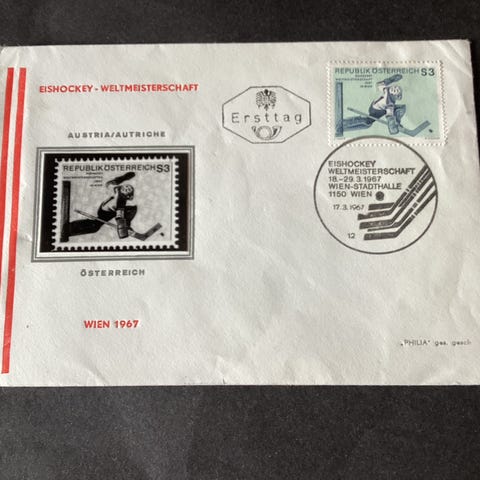 EISHOCKEY - WELTMEISTERSCHAFT
AUSTRIA/AUTRICHE
REPUBLIK ÖSTERREICH S3
ÖSTERREICH
WIEN 1967
Ersttag
REPUBLIK ÖSTERREICH S3
EISHOCKEY
WELTMEISTERSCHAFT
18.-29.3.1967
WIEN-STADTHALLE
1150 WIEN
17.3.1967
12
„PHILIA" ges. gesch